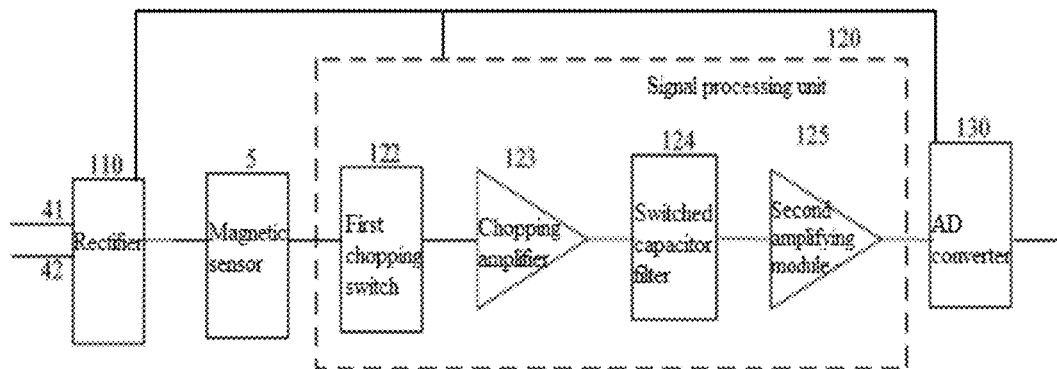 120
Signal processing unit
110
5
122
123
124
125
130
41
42
Rectifier
Magnetic
sensor
First
chopping
switch
Chopping
amplifier
Switched
capacitor
filter
Second
amplifying
module
AD
converter